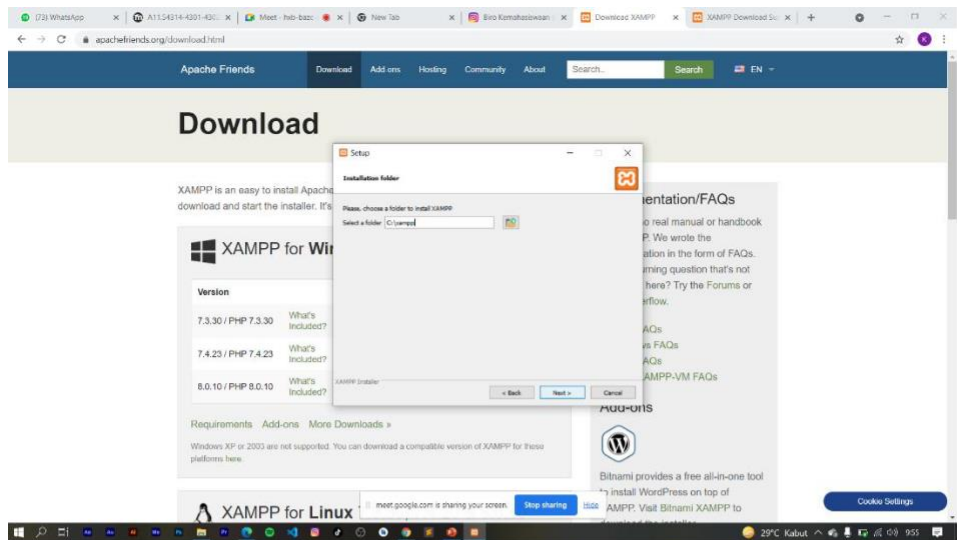 (73) WhatsApp
Meet - hxb-bazc
New Tab
Biro Kemahasiswaan
Download XAMPP
XAMPP Download Su
apachefriends.org/download.html
Apache Friends
Download
Add-ons
Hosting
Community
About
Search...
Search
EN
Download
Setup
Installation folder
Please, choose a folder to install XAMPP
Select a folder C:\xampp
XAMPP Installer
< Back
Next >
Cancel
XAMPP is an easy to install Apache
download and start the installer. It's
XAMPP for Wi
Version
7.3.30 / PHP 7.3.30
What's
Included?
7.4.23 / PHP 7.4.23
What's
Included?
8.0.10 / PHP 8.0.10
What's
Included?
Requirements Add-ons More Downloads »
Windows XP or 2003 are not supported. You can download a compatible version of XAMPP for these
platforms here.
XAMPP for Linux
entation/FAQs
o real manual or handbook
P. We wrote the
ation in the form of FAQs.
rning question that's not
here? Try the Forums or
rflow.
AQs
FAQs
AQs
AMPP-VM FAQs
Add-ons
Bitnami provides a free all-in-one tool
to install WordPress on top of
AMPP. Visit Bitnami XAMPP to
download the installer.
meet.google.com is sharing your screen.
Stop sharing
Hide
Cookie Settings
29°C Kabut
955